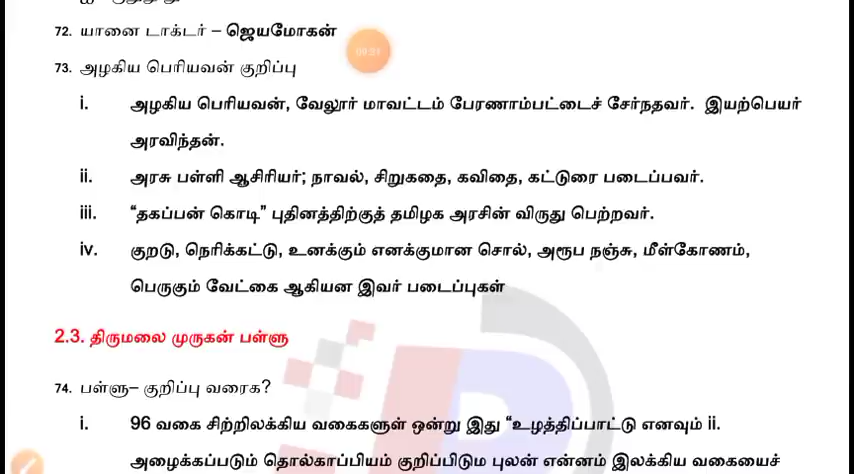 72. யானை டாக்டர் – ஜெயமோகன்
73. அழகிய பெரியவன் குறிப்பு
i. அழகிய பெரியவன், வேலூர் மாவட்டம் பேரணாம்பட்டைச் சேர்நதவர். இயற்பெயர்
அரவிந்தன்.
ii. அரசு பள்ளி ஆசிரியர்; நாவல், சிறுகதை, கவிதை, கட்டுரை படைப்பவர்.
iii. “தகப்பன் கொடி” புதினத்திற்குத் தமிழக அரசின் விருது பெற்றவர்.
iv. குறடு, நெரிக்கட்டு, உனக்கும் எனக்குமான சொல், அரூப நஞ்சு, மீள்கோணம்,
பெருகும் வேட்கை ஆகியன இவர் படைப்புகள்
2.3. திருமலை முருகன் பள்ளு
74. பள்ளு– குறிப்பு வரைக?
i. 96 வகை சிற்றிலக்கிய வகைகளுள் ஒன்று இது “உழத்திப்பாட்டு எனவும் ii.
அழைக்கப்படும் தொல்காப்பியம் குறிப்பிடும புலன் என்னம் இலக்கிய வகையைச்